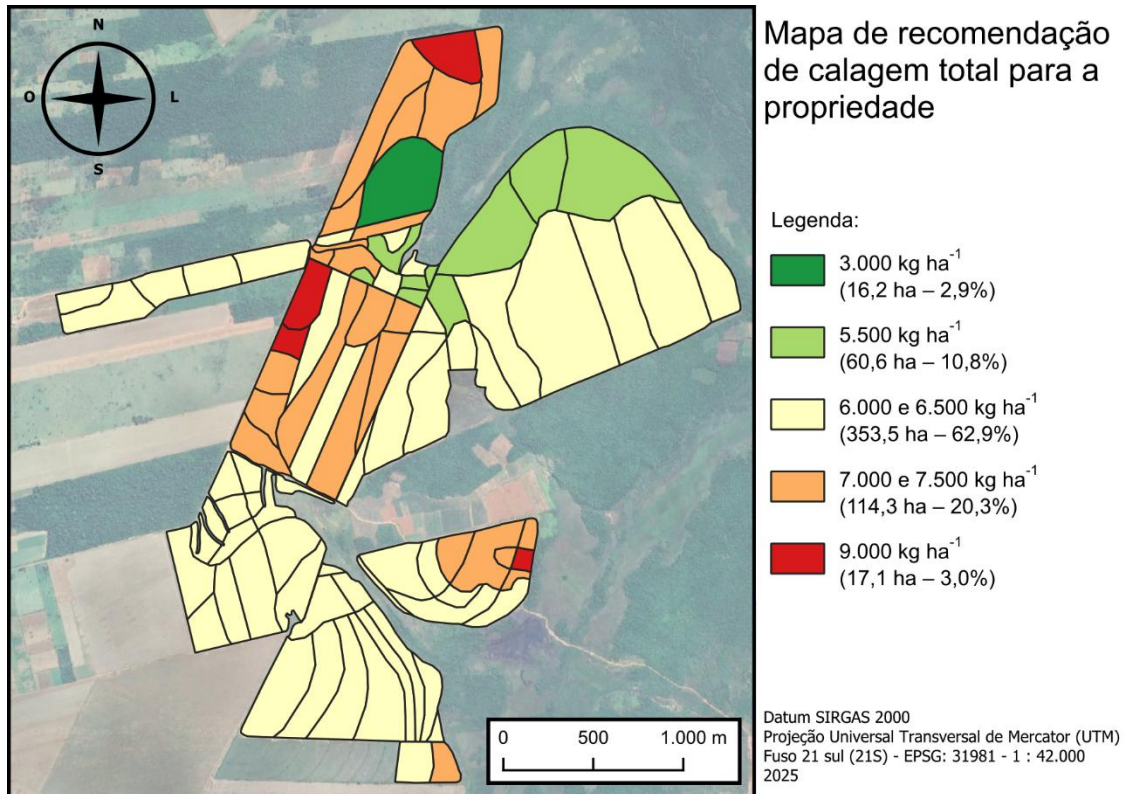 N
O
L
S
0
500
1.000 m
Mapa de recomendação
de calagem total para a
propriedade
Legenda:
3.000 kg ha⁻¹
(16,2 ha – 2,9%)
5.500 kg ha⁻¹
(60,6 ha – 10,8%)
6.000 e 6.500 kg ha⁻¹
(353,5 ha – 62,9%)
7.000 e 7.500 kg ha⁻¹
(114,3 ha – 20,3%)
9.000 kg ha⁻¹
(17,1 ha – 3,0%)
Datum SIRGAS 2000
Projeção Universal Transversal de Mercator (UTM)
Fuso 21 sul (21S) - EPSG: 31981 - 1 : 42.000
2025